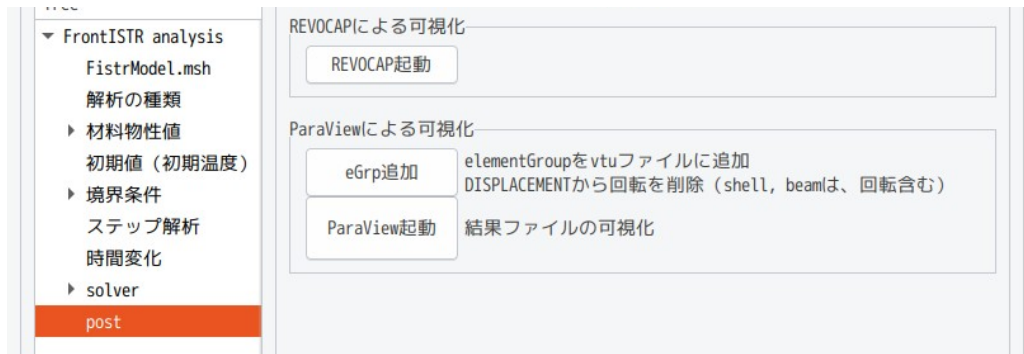 FrontISTR analysis
FistrModel.msh
解析の種類
材料物性値
初期値（初期温度）
境界条件
ステップ解析
時間変化
solver
post
REVOCAPによる可視化
REVOCAP起動
ParaViewによる可視化
eGrp追加
elementGroupをvtuファイルに追加
DISPLACEMENTから回転を削除（shell, beamは、回転含む）
ParaView起動
結果ファイルの可視化